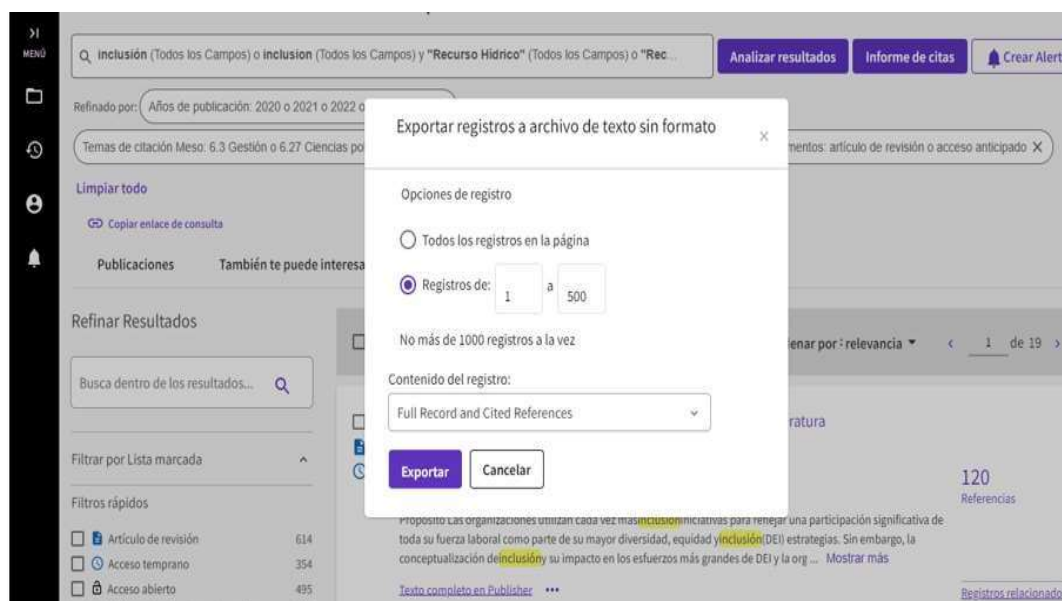 >I
MENÚ
inclusión (Todos los Campos) o inclusion (Todos los Campos) y "Recurso Hídrico" (Todos los Campos) o "Rec...
Analizar resultados
Informe de citas
Crear Alert
Refinado por:
Años de publicación: 2020 o 2021 o 2022 o
Temas de citación Meso: 6.3 Gestión o 6.27 Ciencias pol
mentos: artículo de revisión o acceso anticipado X
Limpiar todo
Copiar enlace de consulta
Publicaciones
También te puede interesa
Exportar registros a archivo de texto sin formato
×
Opciones de registro
Todos los registros en la página
Registros de: 1 a 500
No más de 1000 registros a la vez
Contenido del registro:
Full Record and Cited References
Exportar
Cancelar
Refinar Resultados
Busca dentro de los resultados...
enar por: relevancia
< 1 de 19 >
Filtrar por Lista marcada
Filtros rápidos
Artículo de revisión 614
Acceso temprano 354
Acceso abierto 495
ratura
120
Referencias
Propósito Las organizaciones utilizan cada vez másinclusióniniciativas para reflejar una participación significativa de
toda su fuerza laboral como parte de su mayor diversidad, equidad yinclusión(DEI) estrategias. Sin embargo, la
conceptualización deinclusióny su impacto en los esfuerzos más grandes de DEI y la org ... Mostrar más
Texto completo en Publisher •••
Registros relacionado